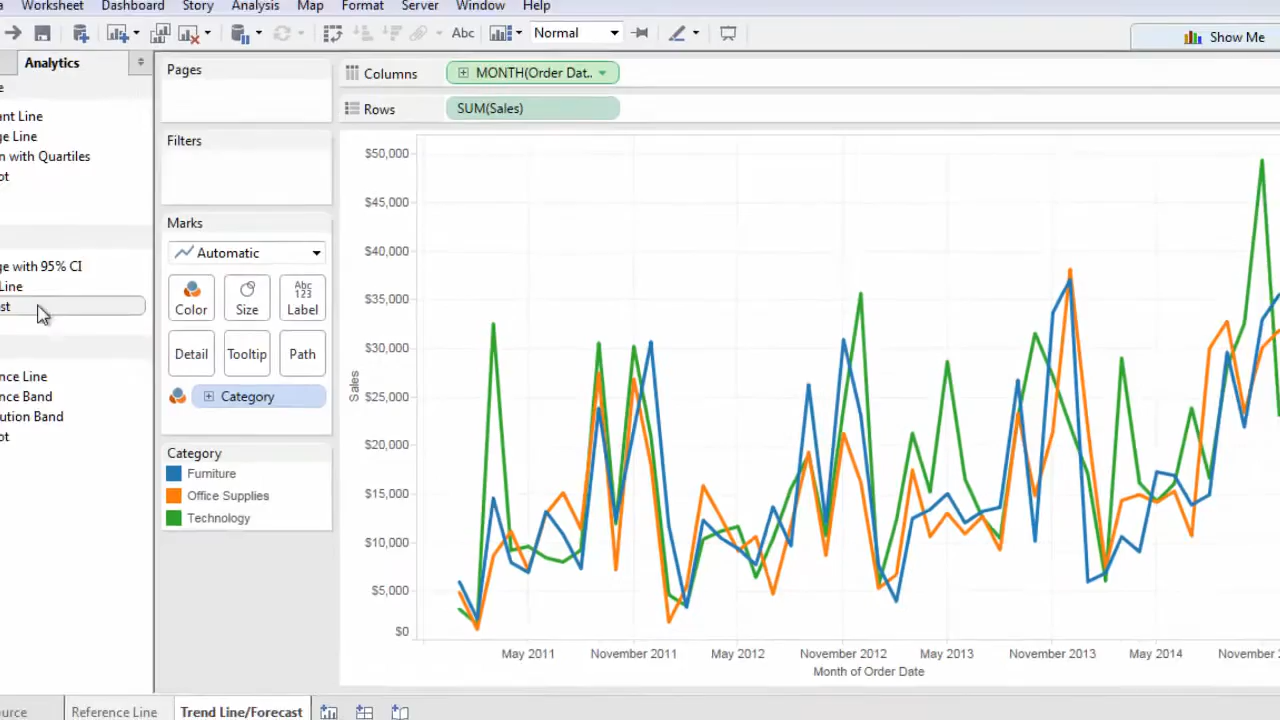 a Worksheet Dashboard Story Analysis Map Format Server Window Help
Abc Normal Show Me
Analytics
e
ant Line
ge Line
n with Quartiles
ot
ge with 95% CI
Line
st
nce Line
nce Band
ution Band
ot
Pages
Filters
Marks
Automatic
Color Size Abc 123 Label
Detail Tooltip Path
Category
Category
Furniture
Office Supplies
Technology
Columns MONTH(Order Dat..
Rows SUM(Sales)
$50,000
$45,000
$40,000
$35,000
$30,000
$25,000
$20,000
$15,000
$10,000
$5,000
$0
Sales
May 2011 November 2011 May 2012 November 2012 May 2013 November 2013 May 2014 November 2
Month of Order Date
ource Reference Line Trend Line/Forecast